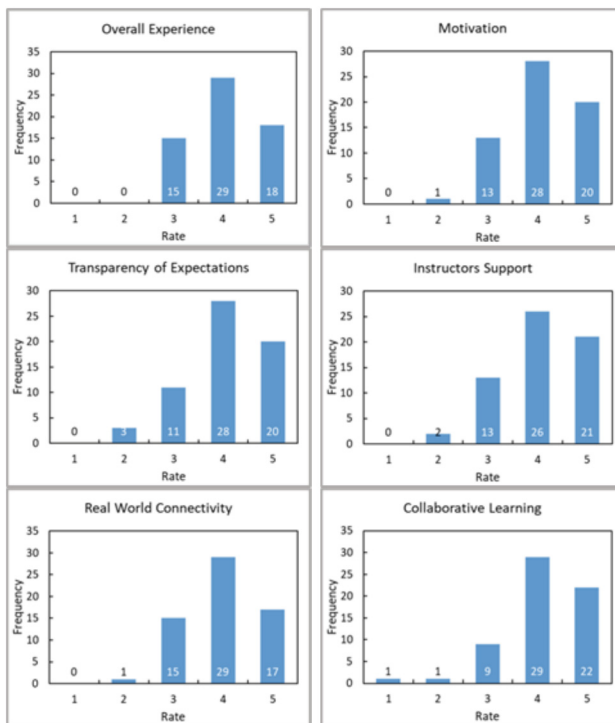 Overall Experience
35
30
25
20
15
10
5
0
Frequency
0 0 15 29 18
1 2 3 4 5
Rate
Motivation
30
25
20
15
10
5
0
Frequency
0 1 13 28 20
1 2 3 4 5
Rate
Transparency of Expectations
30
25
20
15
10
5
0
Frequency
0 3 11 28 20
1 2 3 4 5
Rate
Instructors Support
30
25
20
15
10
5
0
Frequency
0 2 13 26 21
1 2 3 4 5
Rate
Real World Connectivity
35
30
25
20
15
10
5
0
Frequency
0 1 15 29 17
1 2 3 4 5
Rate
Collaborative Learning
35
30
25
20
15
10
5
0
Frequency
1 1 9 29 22
1 2 3 4 5
Rate